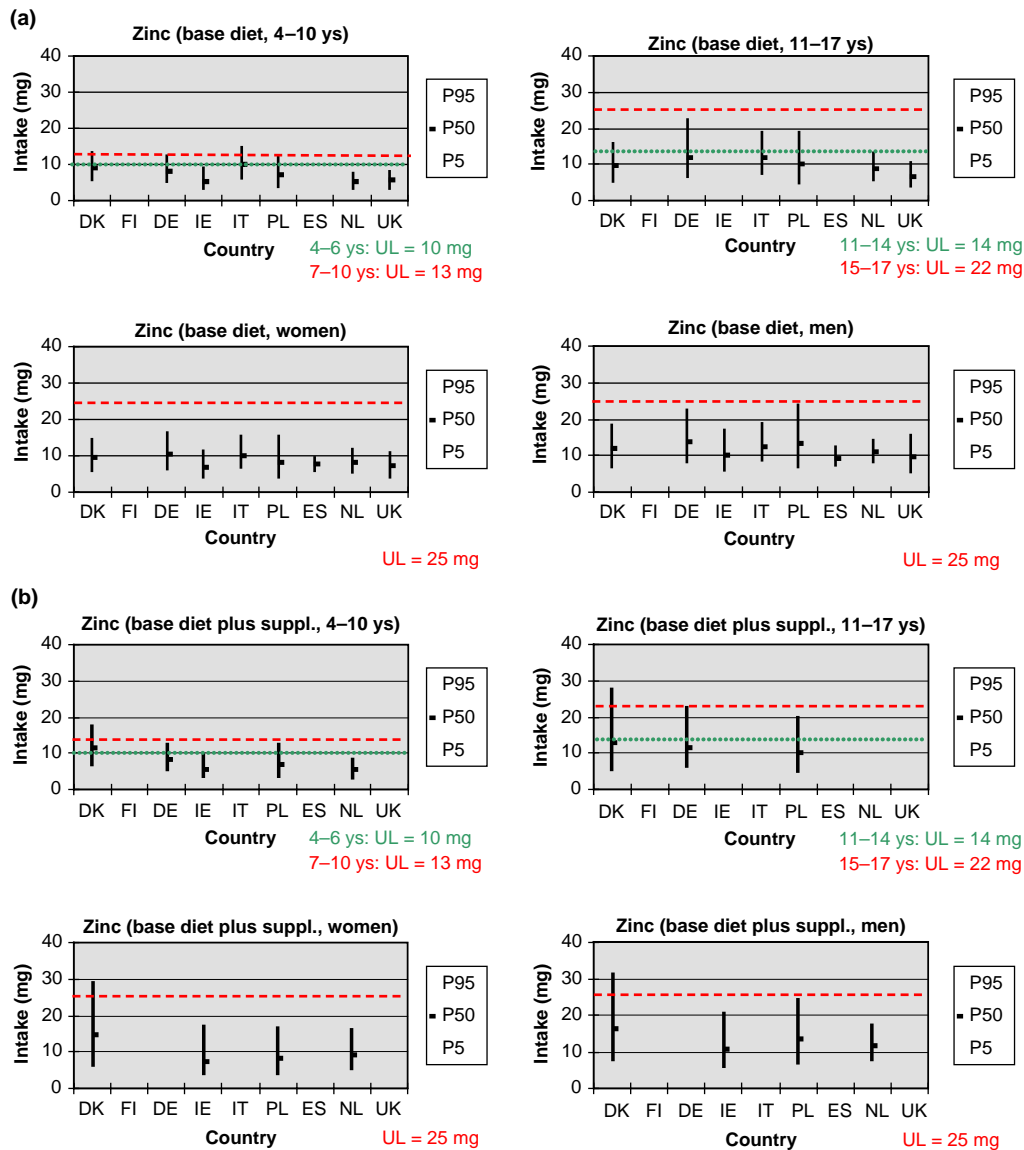 (a)
Zinc (base diet, 4–10 ys)
Intake (mg)
40
30
20
10
0
DK FI DE IE IT PL ES NL UK
Country
P95
P50
P5
4–6 ys: UL = 10 mg
7–10 ys: UL = 13 mg
Zinc (base diet, 11–17 ys)
Intake (mg)
40
30
20
10
0
DK FI DE IE IT PL ES NL UK
Country
P95
P50
P5
11–14 ys: UL = 14 mg
15–17 ys: UL = 22 mg
Zinc (base diet, women)
Intake (mg)
40
30
20
10
0
DK FI DE IE IT PL ES NL UK
Country
P95
P50
P5
UL = 25 mg
Zinc (base diet, men)
Intake (mg)
40
30
20
10
0
DK FI DE IE IT PL ES NL UK
Country
P95
P50
P5
UL = 25 mg
(b)
Zinc (base diet plus suppl., 4–10 ys)
Intake (mg)
40
30
20
10
0
DK FI DE IE IT PL ES NL UK
Country
P95
P50
P5
4–6 ys: UL = 10 mg
7–10 ys: UL = 13 mg
Zinc (base diet plus suppl., 11–17 ys)
Intake (mg)
40
30
20
10
0
DK FI DE IE IT PL ES NL UK
Country
P95
P50
P5
11–14 ys: UL = 14 mg
15–17 ys: UL = 22 mg
Zinc (base diet plus suppl., women)
Intake (mg)
40
30
20
10
0
DK FI DE IE IT PL ES NL UK
Country
P95
P50
P5
UL = 25 mg
Zinc (base diet plus suppl., men)
Intake (mg)
40
30
20
10
0
DK FI DE IE IT PL ES NL UK
Country
P95
P50
P5
UL = 25 mg